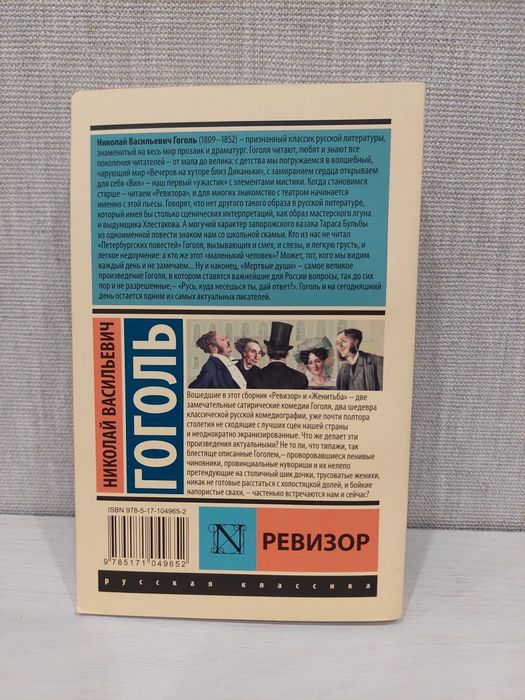 Николай Васильевич Гоголь (1809–1852) – признанный классик русской литературы,
знаменитый на весь мир прозаик и драматург. Гоголя читают, любят и знают все
поколения читателей – от мала до велика: с детства мы погружаемся в волшебный,
чарующий мир «Вечеров на хуторе близ Диканьки», с замиранием сердца открываем
для себя «Вия» – наш первый «ужастик» с элементами мистики. Когда становимся
старше – читаем «Ревизора», и для многих знакомство с театром начинается
именно с этой пьесы. Говорят, что нет другого такого образа в русской литературе,
который имел бы столько сценических интерпретаций, как образ мастерского лгуна
и выдумщика Хлестакова. А могучий характер запорожского казака Тараса Бульбы
из одноименной повести знаком нам со школьной скамьи. Кто из нас не читал
«Петербургских повестей» Гоголя, вызывающих и смех, и слезы, и легкую грусть, и
легкое недоумение: а кто же этот «маленький человек»? Может, тот, кого мы видим
каждый день и не замечаем... Ну и наконец, «Мертвые души» – самое великое
произведение Гоголя, в котором ставятся важнейшие для России вопросы, так до сих
пор и не разрешенные,– «Русь, куда несешься ты, дай ответ?». Гоголь и на сегодняшний
день остается одним из самых актуальных писателей.
НИКОЛАЙ ВАСИЛЬЕВИЧ
ГОГОЛЬ
Вошедшие в этот сборник «Ревизор» и «Женитьба» – две
замечательные сатирические комедии Гоголя, два шедевра
классической русской комедиографии, уже почти полтора
столетия не сходящие с лучших сцен нашей страны
и неоднократно экранизированные. Что же делает эти
произведения актуальными? Не то ли, что типажи, так
блестяще описанные Гоголем,– проворовавшиеся ленивые
чиновники, провинциальные нувориши и их нелепо
претендующие на столичный шик дочки, трусоватые женихи,
никак не готовые расстаться с холостяцкой долей, и бойкие
напористые свахи, – частенько встречаются нам и сейчас?
ISBN 978-5-17-104965-2
9 785171 049652
N
РЕВИЗОР
русская классика